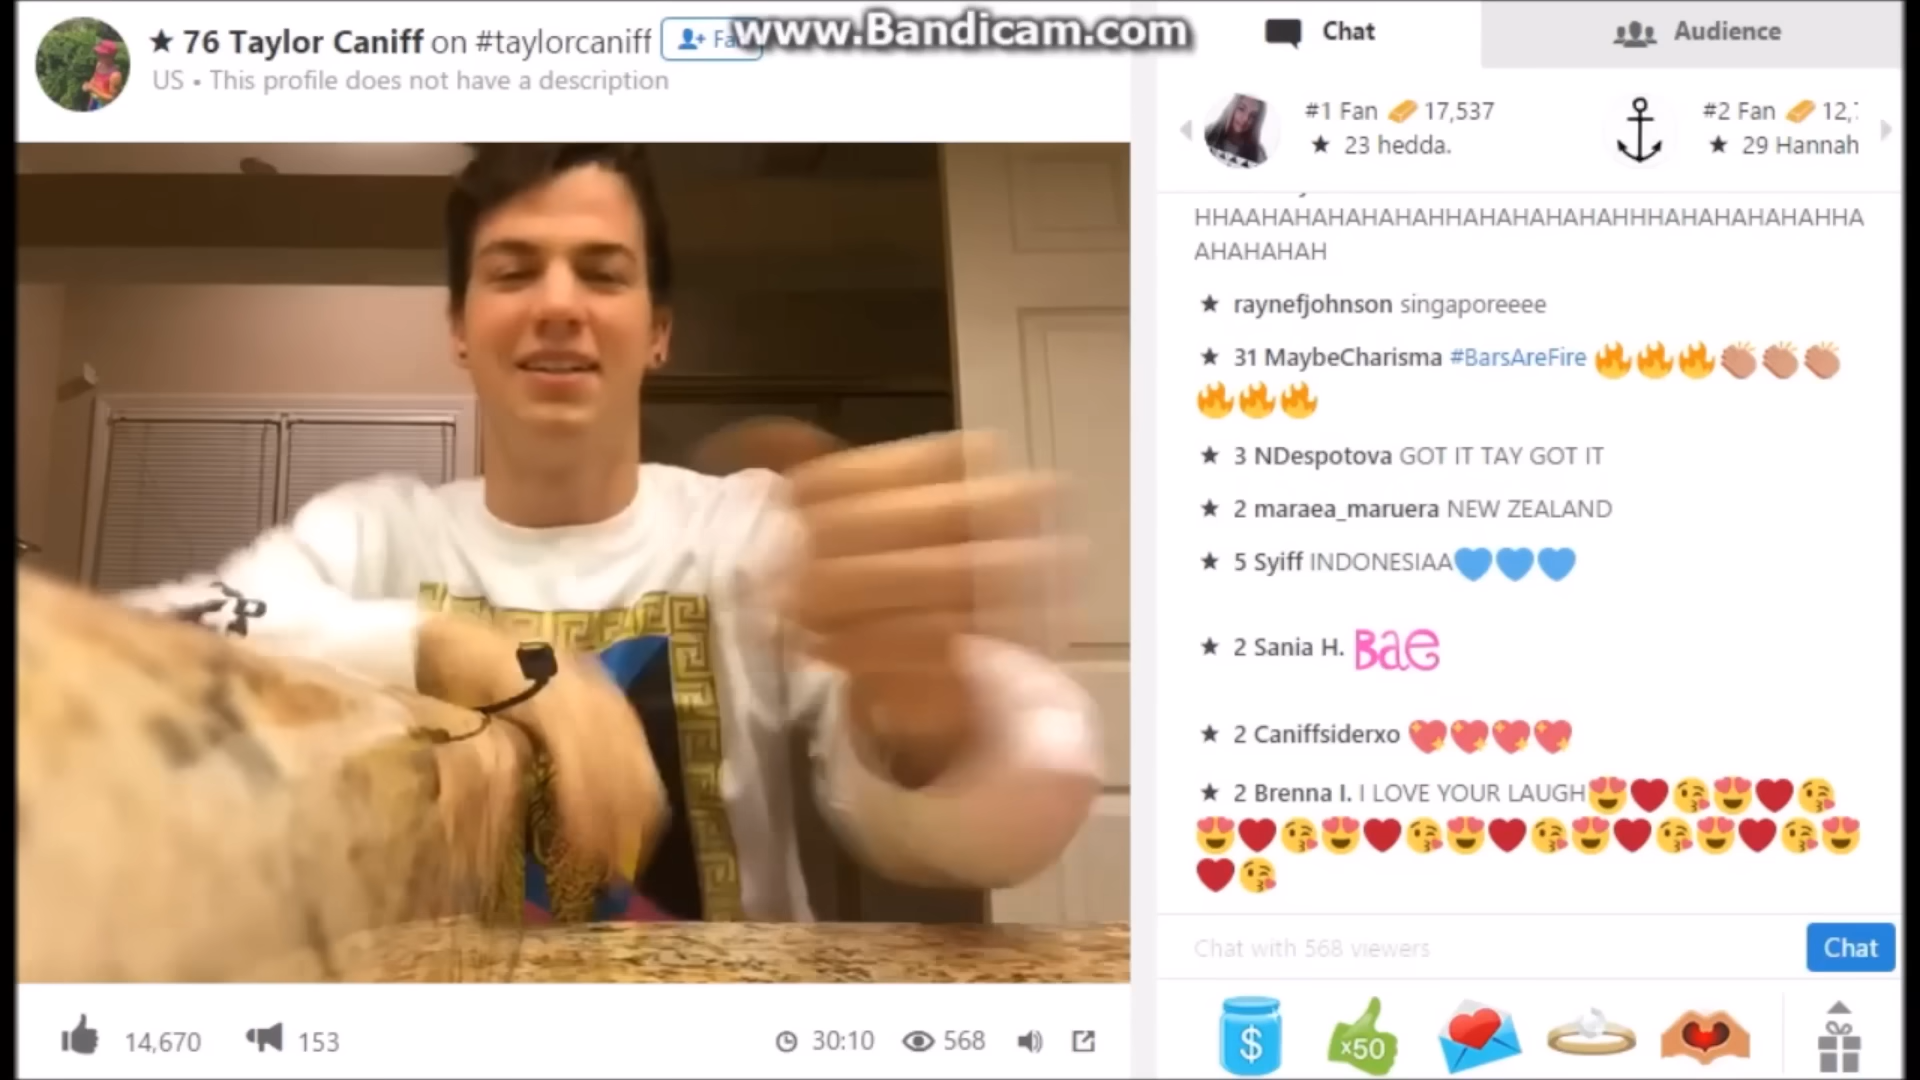 ★ 76 Taylor Caniff on #taylorcaniff
www.Bandicam.com
US • This profile does not have a description
Chat
Audience
#1 Fan 17,537
★ 23 hedda.
#2 Fan 12,
★ 29 Hannah
HHAAHAHAHAHAHAHHAHAHAHAHAHHHAHAHAHAHAHHA
AHAHAHAH
★ raynefjohnson singaporeeee
★ 31 MaybeCharisma #BarsAreFire 🔥🔥🔥👏👏👏
🔥🔥🔥
★ 3 NDespotova GOT IT TAY GOT IT
★ 2 maraea_maruera NEW ZEALAND
★ 5 Syiff INDONESIAA💙💙💙
★ 2 Sania H. Bae
★ 2 Caniffsiderxo 💖💖💖💖
★ 2 Brenna I. I LOVE YOUR LAUGH😍❤😘😍❤😘
😍❤😘😍❤😘😍❤😘😍❤😘😍❤😘😍
❤😘
Chat with 568 viewers
Chat
14,670
153
30:10
568
$
x50